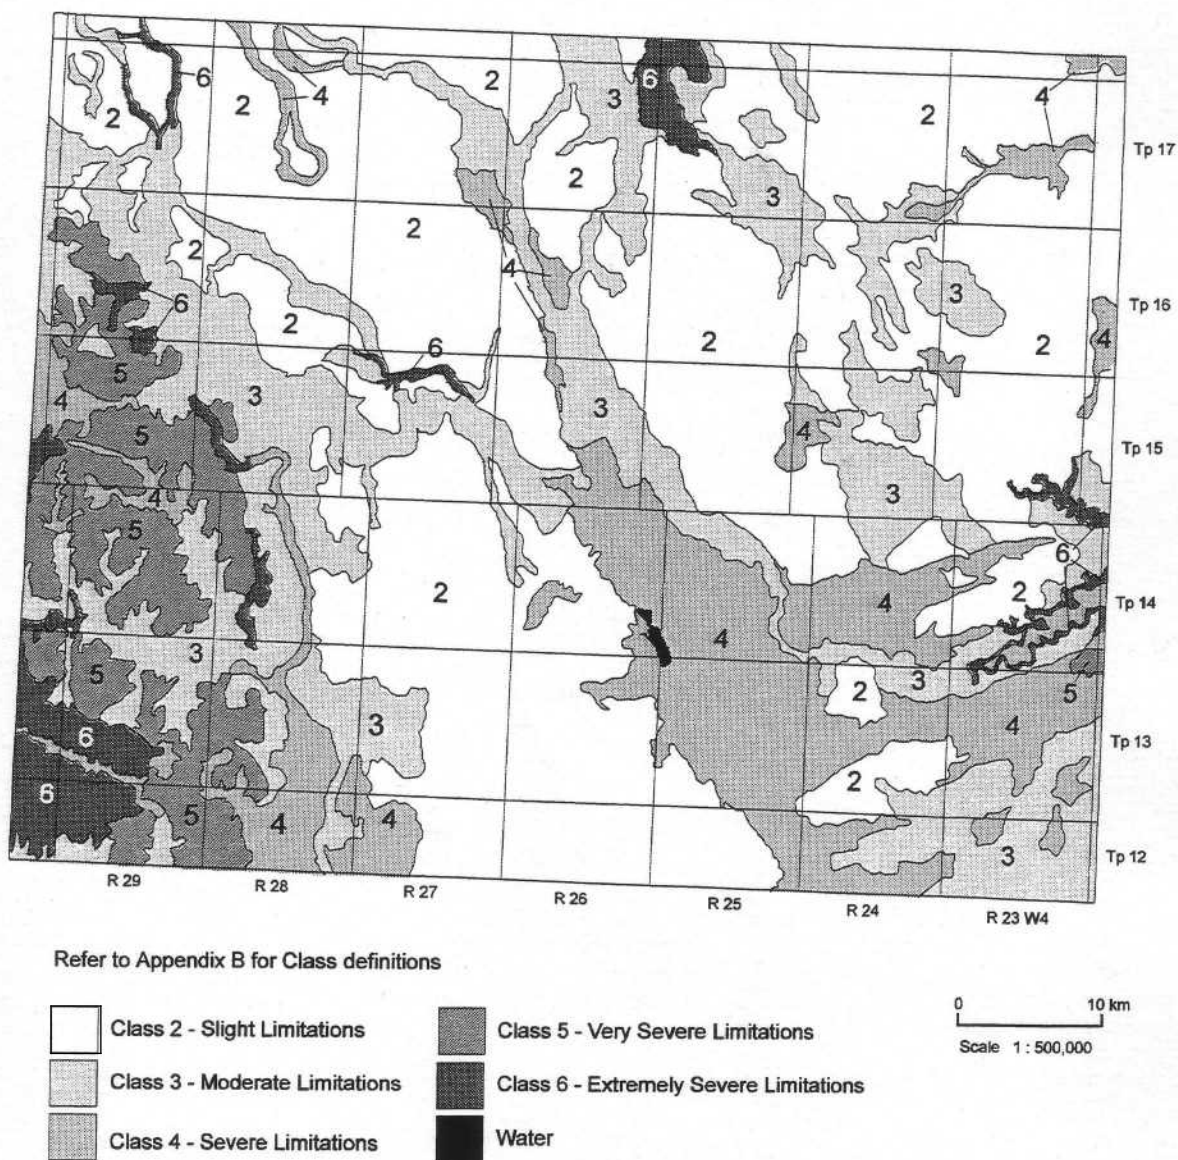 6
2
2
4
2
3
6
2
4
Tp 17
2
3
2
2
4
3
6
2
2
2
4
Tp 16
6
5
4
3
3
4
Tp 15
5
4
3
5
2
6
2
4
Tp 14
4
3
5
3
2
3
5
4
6
3
2
Tp 13
6
5
4
4
3
Tp 12
R 29
R 28
R 27
R 26
R 25
R 24
R 23 W4
Refer to Appendix B for Class definitions
Class 2 - Slight Limitations
Class 5 - Very Severe Limitations
0 10 km
Scale 1 : 500,000
Class 3 - Moderate Limitations
Class 6 - Extremely Severe Limitations
Class 4 - Severe Limitations
Water